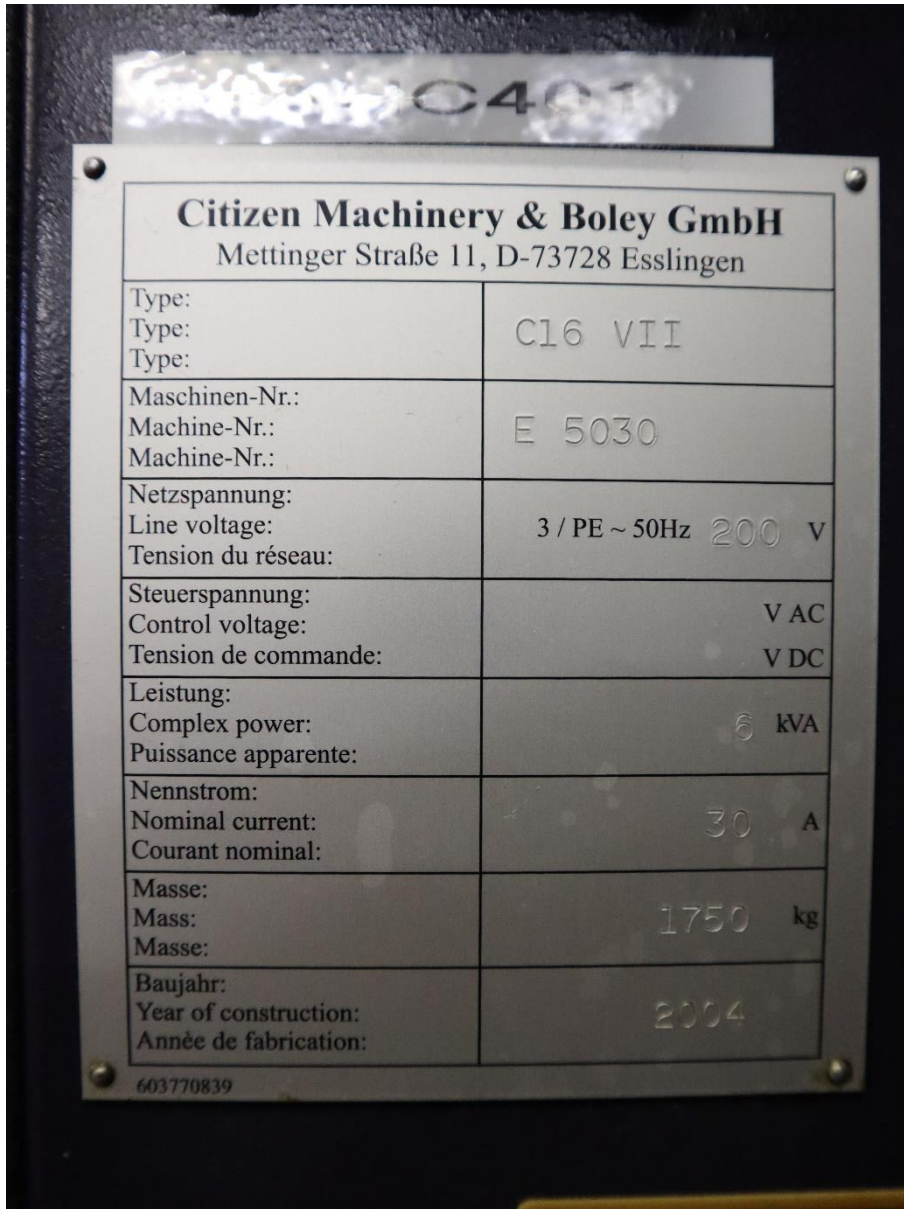 Citizen Machinery & Boley GmbH
Mettinger Straße 11, D-73728 Esslingen
Type:
Type:
Type:
C16 VII
Maschinen-Nr.:
Machine-Nr.:
Machine-Nr.:
E 5030
Netzspannung:
Line voltage:
Tension du réseau:
3 / PE ~ 50Hz 200 V
Steuerspannung:
Control voltage:
Tension de commande:
V AC
V DC
Leistung:
Complex power:
Puissance apparente:
6 kVA
Nennstrom:
Nominal current:
Courant nominal:
30 A
Masse:
Mass:
Masse:
1750 kg
Baujahr:
Year of construction:
Annèe de fabrication:
2004
603770839